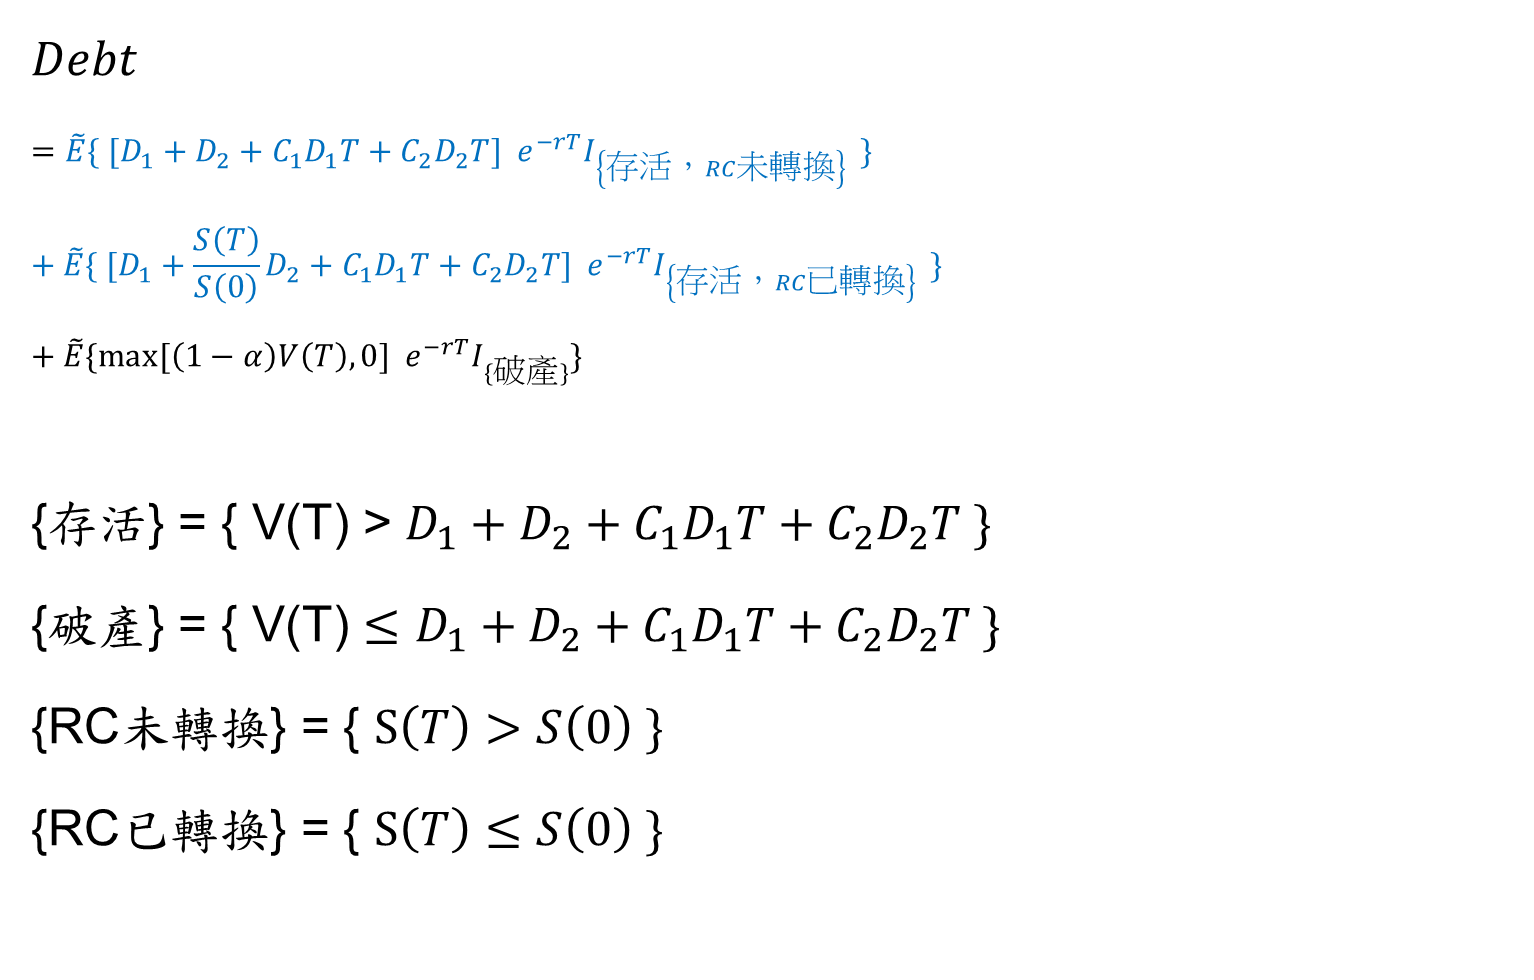 Debt
= Ẽ{ [D₁ + D₂ + C₁D₁T + C₂D₂T] e^{−rT} I_{{存活，RC未轉換}} }
+ Ẽ{ [D₁ + \frac{S(T)}{S(0)} D₂ + C₁D₁T + C₂D₂T] e^{−rT} I_{{存活，RC已轉換}} }
+ Ẽ{max[(1 − α)V(T), 0] e^{−rT} I_{{破產}}}
{存活} = { V(T) > D₁ + D₂ + C₁D₁T + C₂D₂T }
{破產} = { V(T) ≤ D₁ + D₂ + C₁D₁T + C₂D₂T }
{RC未轉換} = { S(T) > S(0) }
{RC已轉換} = { S(T) ≤ S(0) }